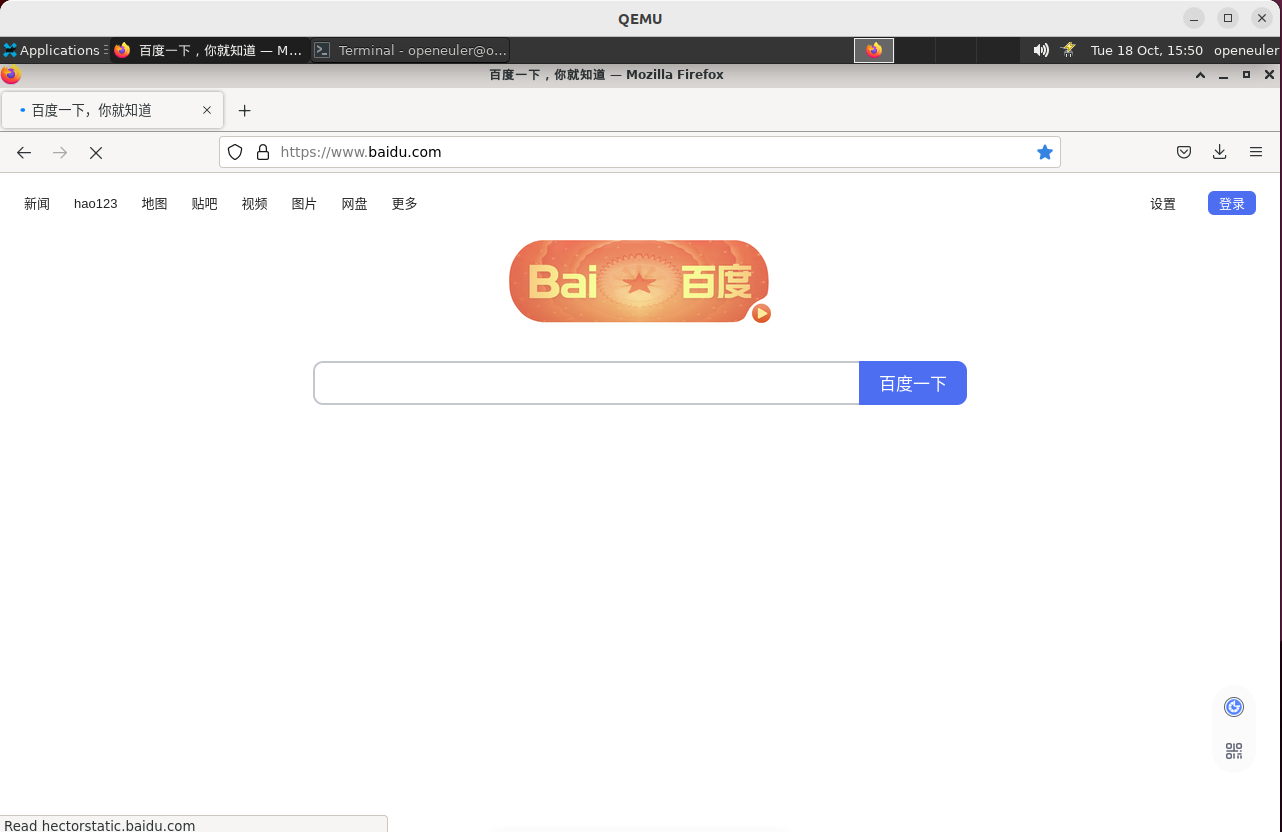 QEMU
Applications 百度一下，你就知道 — M... Terminal - openeuler@o... Tue 18 Oct, 15:50 openeuler
百度一下，你就知道 — Mozilla Firefox
百度一下，你就知道
https://www.baidu.com
新闻 hao123 地图 贴吧 视频 图片 网盘 更多 设置 登录
Bai 百度
百度一下
Read hectorstatic.baidu.com